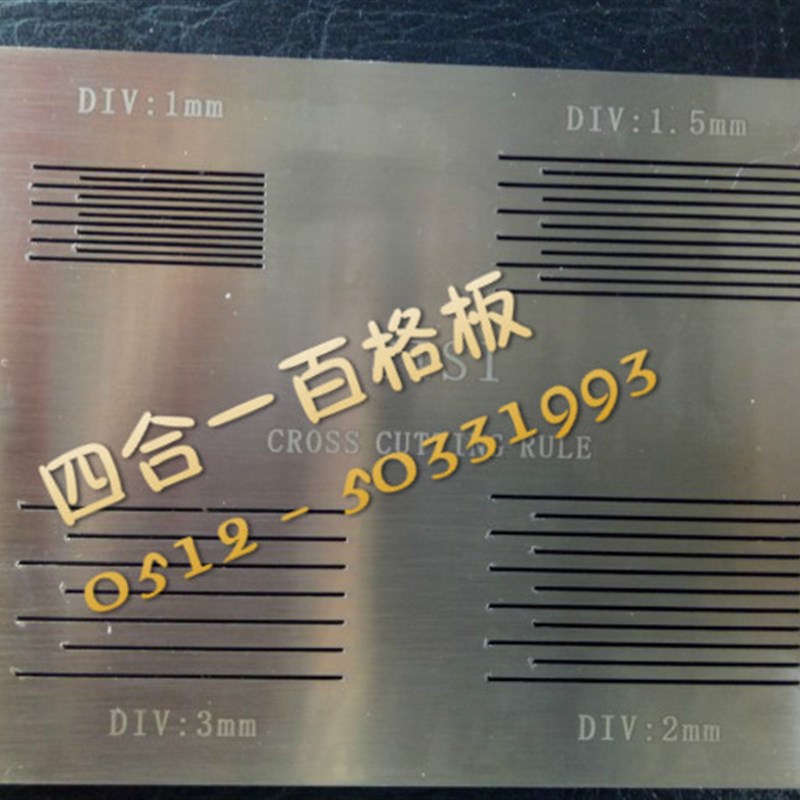 DIV:1mm
DIV:1.5mm
四合一百格板
CROSS CUTTING RULE
0512-50331993
DIV:3mm
DIV:2mm